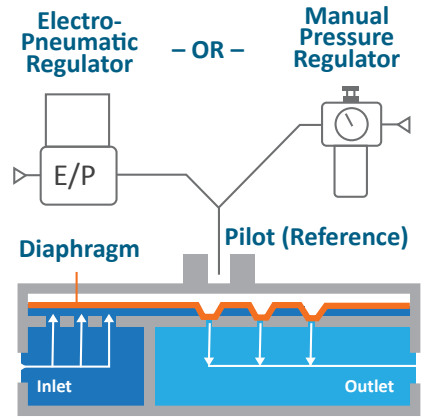 Electro-
Pneumatic
Regulator
– OR –
Manual
Pressure
Regulator
E/P
Pilot (Reference)
Diaphragm
Inlet
Outlet